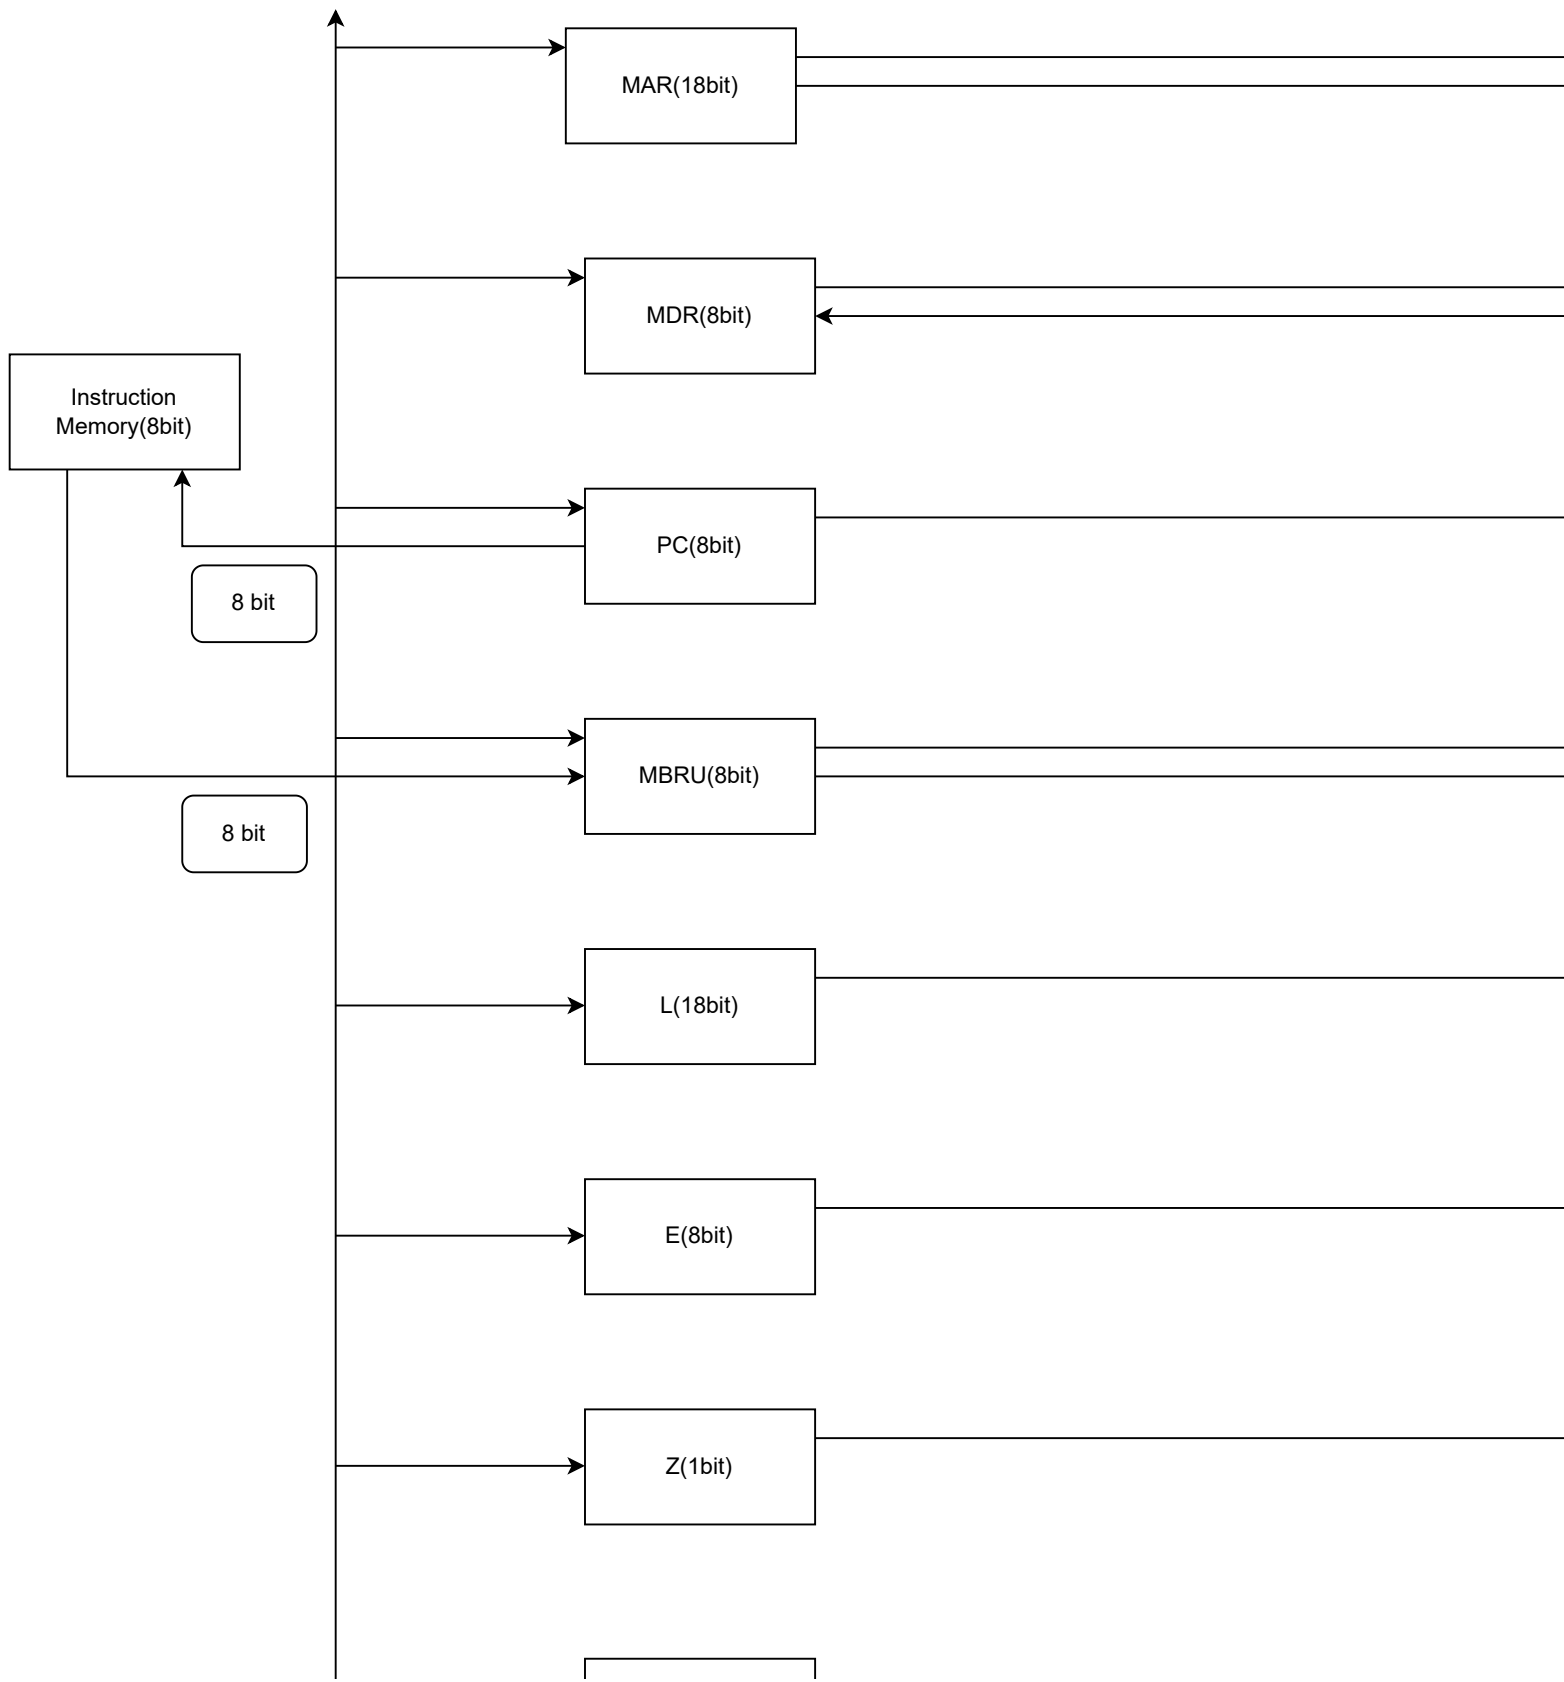 MAR(18bit)
MDR(8bit)
Instruction
Memory(8bit)
PC(8bit)
8 bit
MBRU(8bit)
8 bit
L(18bit)
E(8bit)
Z(1bit)